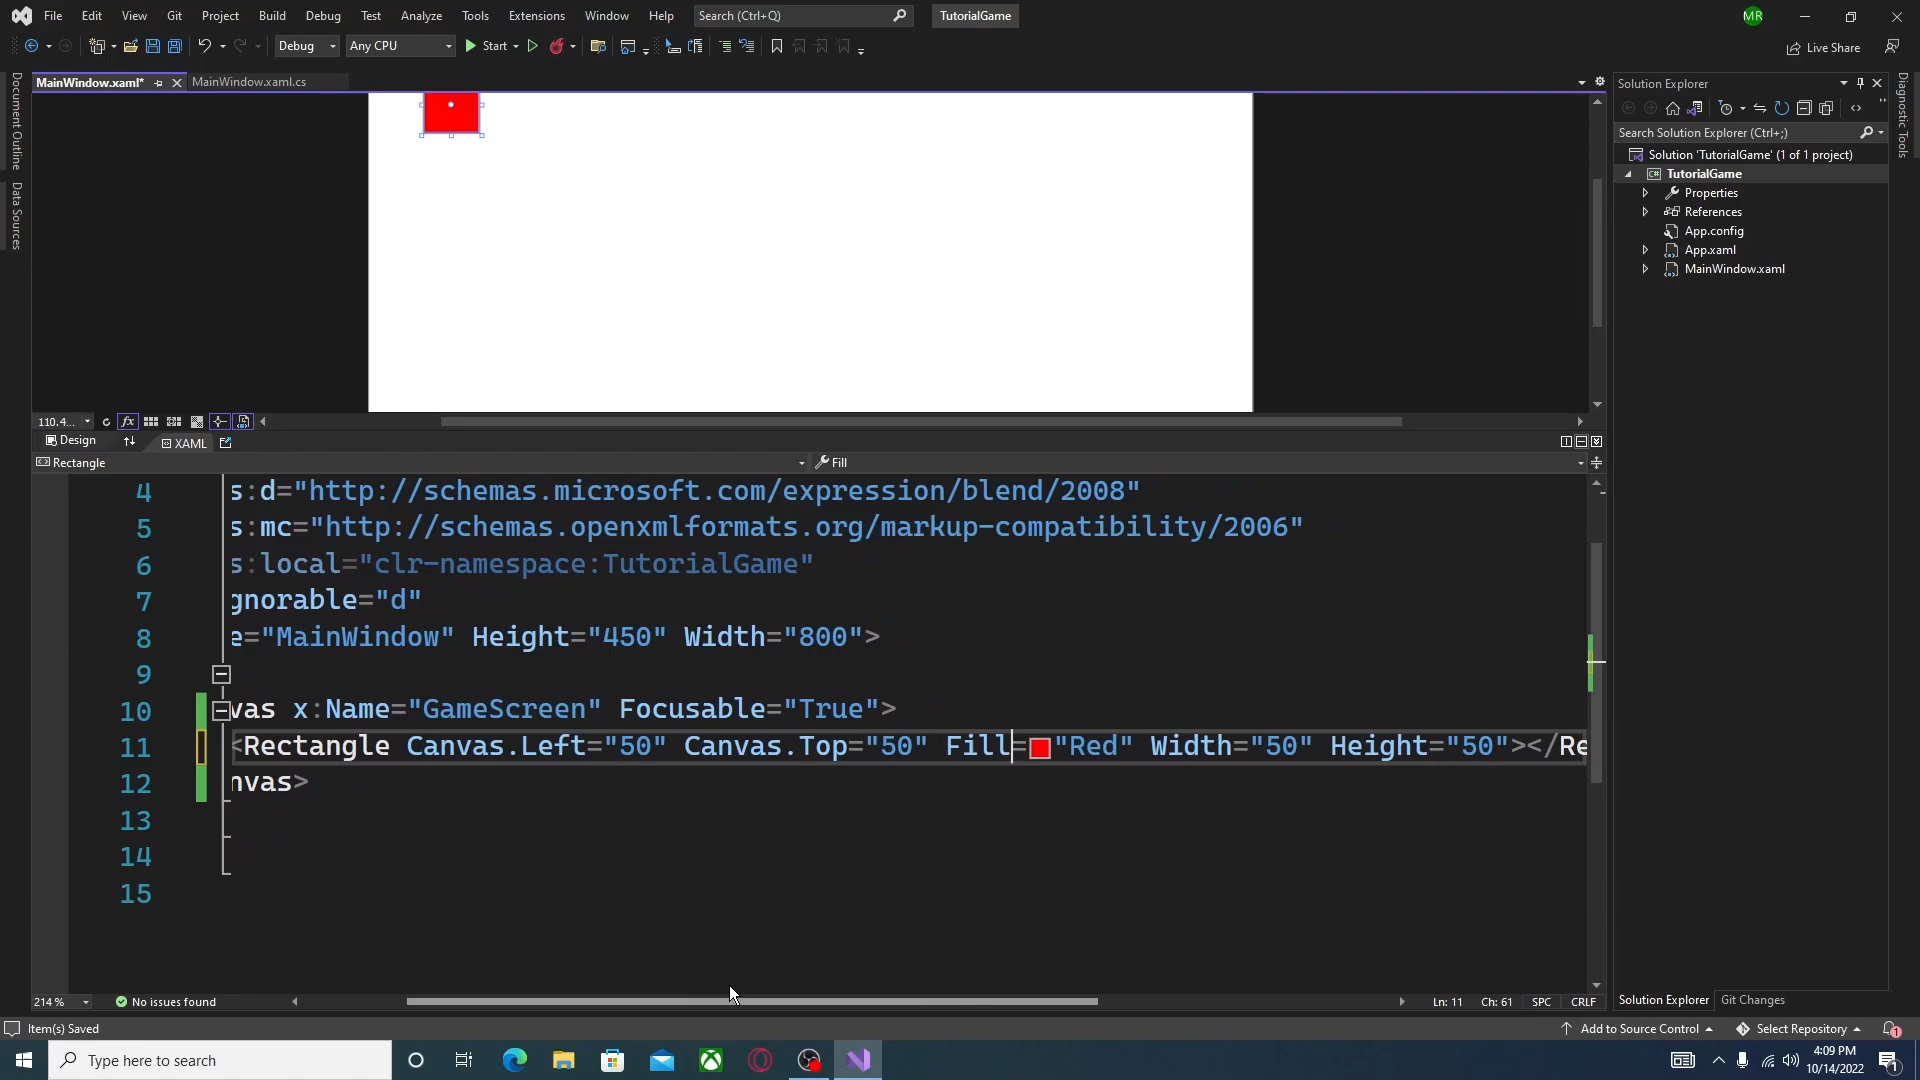 File Edit View Git Project Build Debug Test Analyze Tools Extensions Window Help Search (Ctrl+Q) TutorialGame MR
Debug Any CPU Start Live Share
MainWindow.xaml* MainWindow.xaml.cs
Document Outline
Data Sources
Solution Explorer
Search Solution Explorer (Ctrl+;)
Solution 'TutorialGame' (1 of 1 project)
TutorialGame
Properties
References
App.config
App.xaml
MainWindow.xaml
Diagnostic Tools
110.4...
Design XAML
Rectangle Fill
4 s:d="http://schemas.microsoft.com/expression/blend/2008"
5 s:mc="http://schemas.openxmlformats.org/markup-compatibility/2006"
6 s:local="clr-namespace:TutorialGame"
7 gnorable="d"
8 e="MainWindow" Height="450" Width="800">
9
10 vas x:Name="GameScreen" Focusable="True">
11 <Rectangle Canvas.Left="50" Canvas.Top="50" Fill="Red" Width="50" Height="50"></Re
12 nvas>
13
14
15
214 % No issues found Ln: 11 Ch: 61 SPC CRLF
Solution Explorer Git Changes
Item(s) Saved Add to Source Control Select Repository 1
Type here to search
4:09 PM
10/14/2022
1